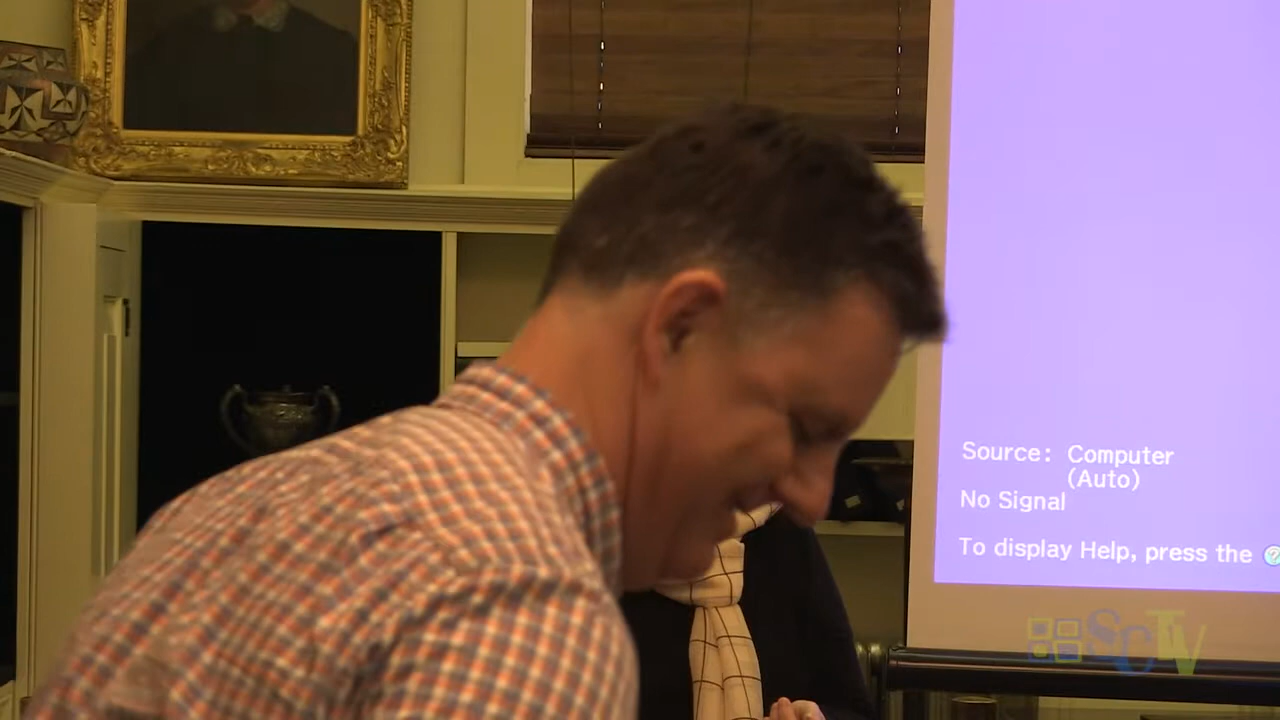 Source: Computer
(Auto)
No Signal
To display Help, press the
SCTV